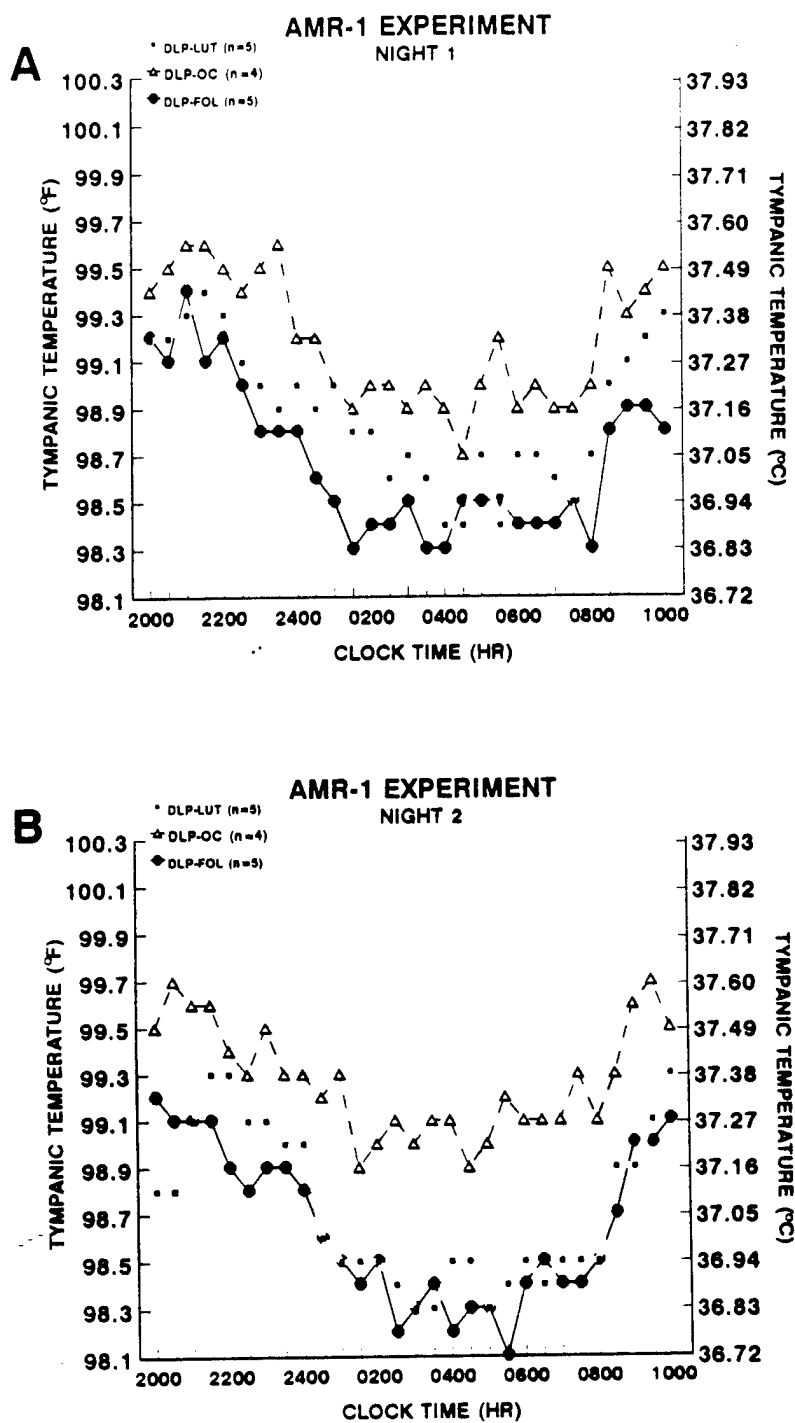 AMR-1 EXPERIMENT
NIGHT 1
A
DLP-LUT (n=5)
DLP-OC (n=4)
DLP-FOL (n=5)
100.3
100.1
99.9
99.7
99.5
99.3
99.1
98.9
98.7
98.5
98.3
98.1
TYMPANIC TEMPERATURE (°F)
37.93
37.82
37.71
37.60
37.49
37.38
37.27
37.16
37.05
36.94
36.83
36.72
TYMPANIC TEMPERATURE (°C)
2000 2200 2400 0200 0400 0600 0800 1000
CLOCK TIME (HR)
AMR-1 EXPERIMENT
NIGHT 2
B
DLP-LUT (n=5)
DLP-OC (n=4)
DLP-FOL (n=5)
100.3
100.1
99.9
99.7
99.5
99.3
99.1
98.9
98.7
98.5
98.3
98.1
TYMPANIC TEMPERATURE (°F)
37.93
37.82
37.71
37.60
37.49
37.38
37.27
37.16
37.05
36.94
36.83
36.72
TYMPANIC TEMPERATURE (°C)
2000 2200 2400 0200 0400 0600 0800 1000
CLOCK TIME (HR)